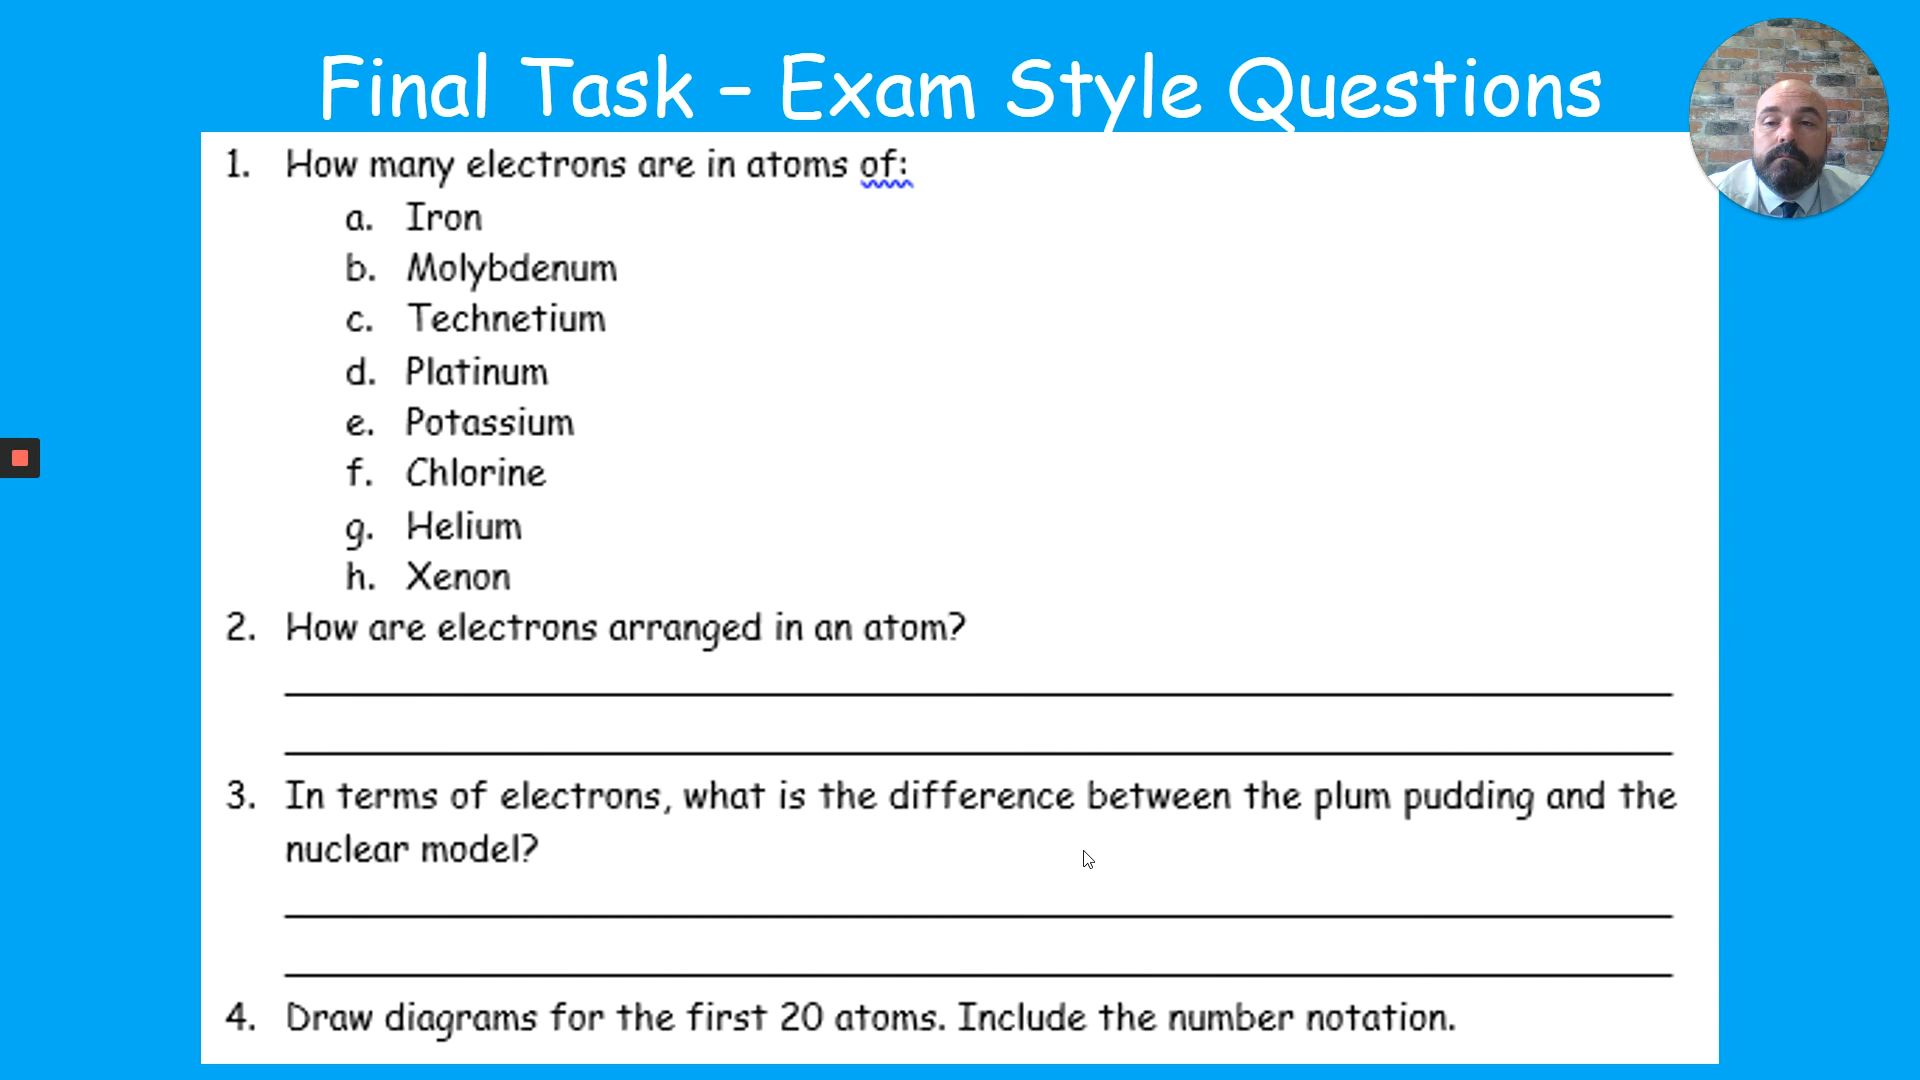 Final Task – Exam Style Questions
1. How many electrons are in atoms of:
a. Iron
b. Molybdenum
c. Technetium
d. Platinum
e. Potassium
f. Chlorine
g. Helium
h. Xenon
2. How are electrons arranged in an atom?
3. In terms of electrons, what is the difference between the plum pudding and the
nuclear model?
4. Draw diagrams for the first 20 atoms. Include the number notation.